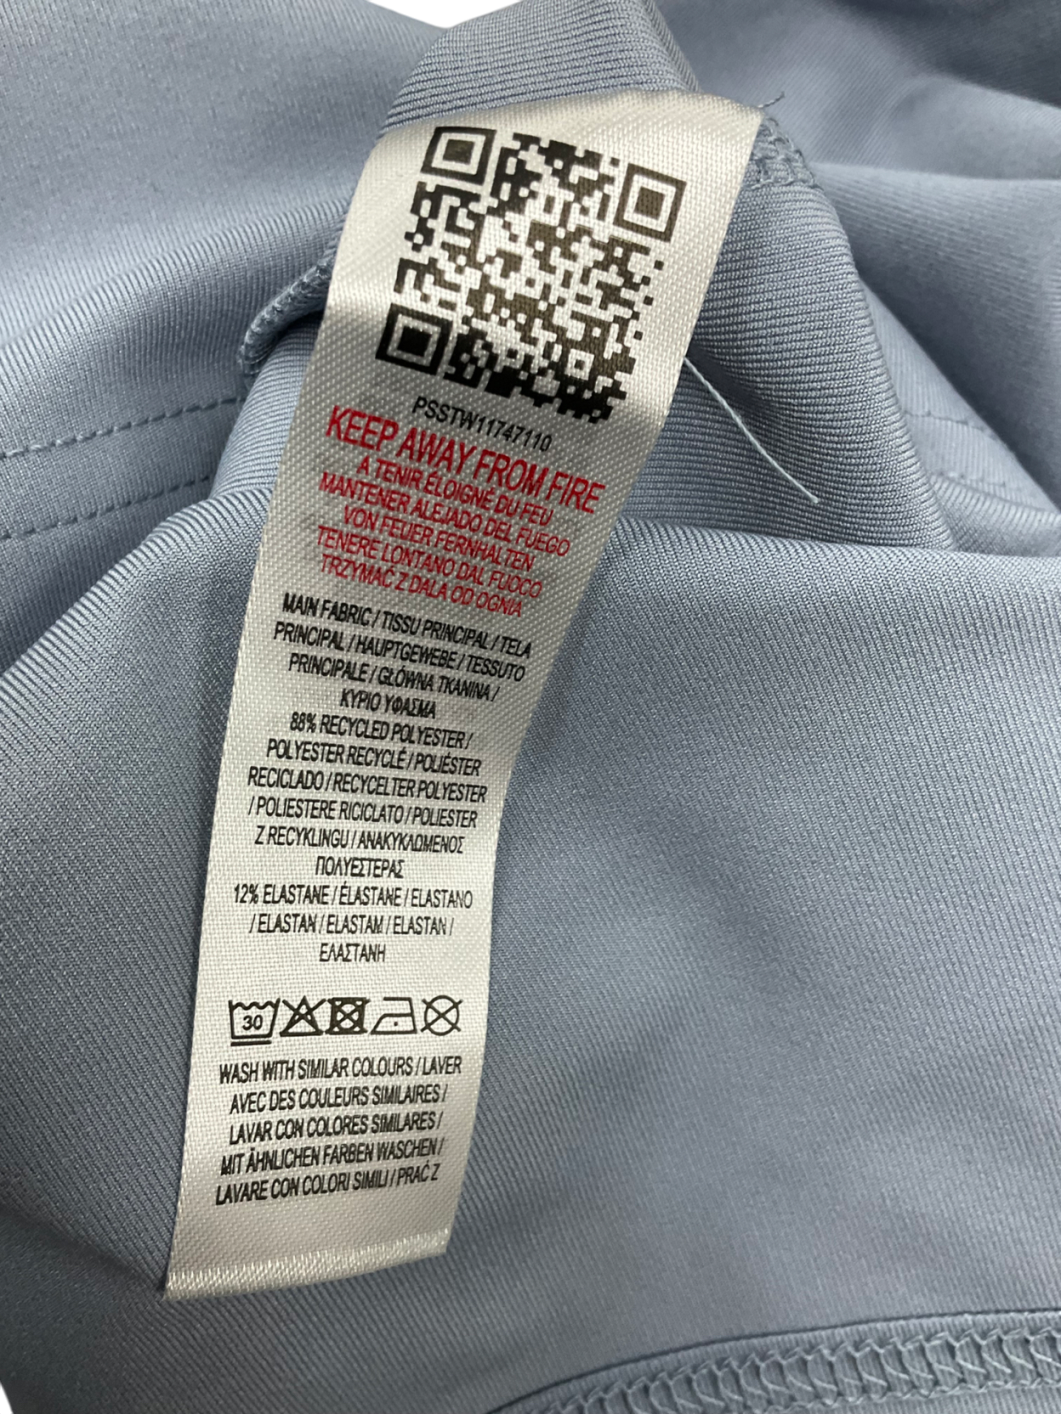 PSSTW11747110
KEEP AWAY FROM FIRE
A TENIR ÉLOIGNÉ DU FEU
MANTENER ALEJADO DEL FUEGO
VON FEUER FERNHALTEN
TENERE LONTANO DAL FUOCO
TRZYMAĆ Z DALA OD OGNIA
MAIN FABRIC / TISSU PRINCIPAL / TELA
PRINCIPAL / HAUPTGEWEBE / TESSUTO
PRINCIPALE / GŁÓWNA TKANINA /
ΚΥΡΙΟ ΥΦΑΣΜΑ
88% RECYCLED POLYESTER /
POLYESTER RECYCLÉ / POLIÉSTER
RECICLADO / RECYCELTER POLYESTER
/ POLIESTERE RICICLATO / POLIESTER
Z RECYKLINGU / ΑΝΑΚΥΚΛΩΜΕΝΟΣ
ΠΟΛΥΕΣΤΕΡΑΣ
12% ELASTANE / ÉLASTANE / ELASTANO
/ ELASTAN / ELASTAM / ELASTAN /
ΕΛΑΣΤΑΝΗ
30
WASH WITH SIMILAR COLOURS / LAVER
AVEC DES COULEURS SIMILAIRES /
LAVAR CON COLORES SIMILARES /
MIT ÄHNLICHEN FARBEN WASCHEN /
LAVARE CON COLORI SIMILI / PRAĆ Z